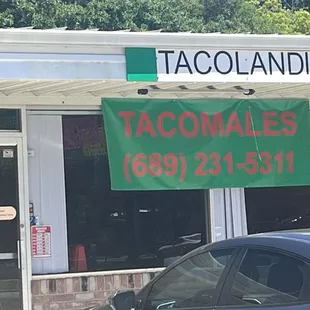 TACOLANDI
TACOMALES
(689) 231-5311